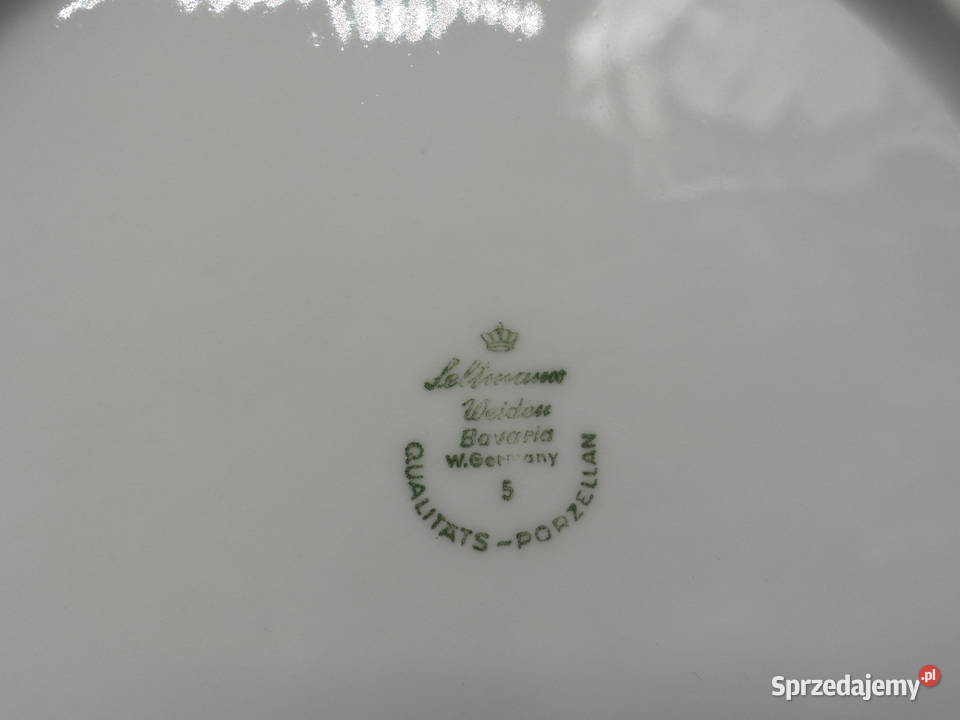 Seltmann
Weiden
Bavaria
W.Germany
5
QUALITÄTS-PORZELLAN
Sprzedajemy.pl